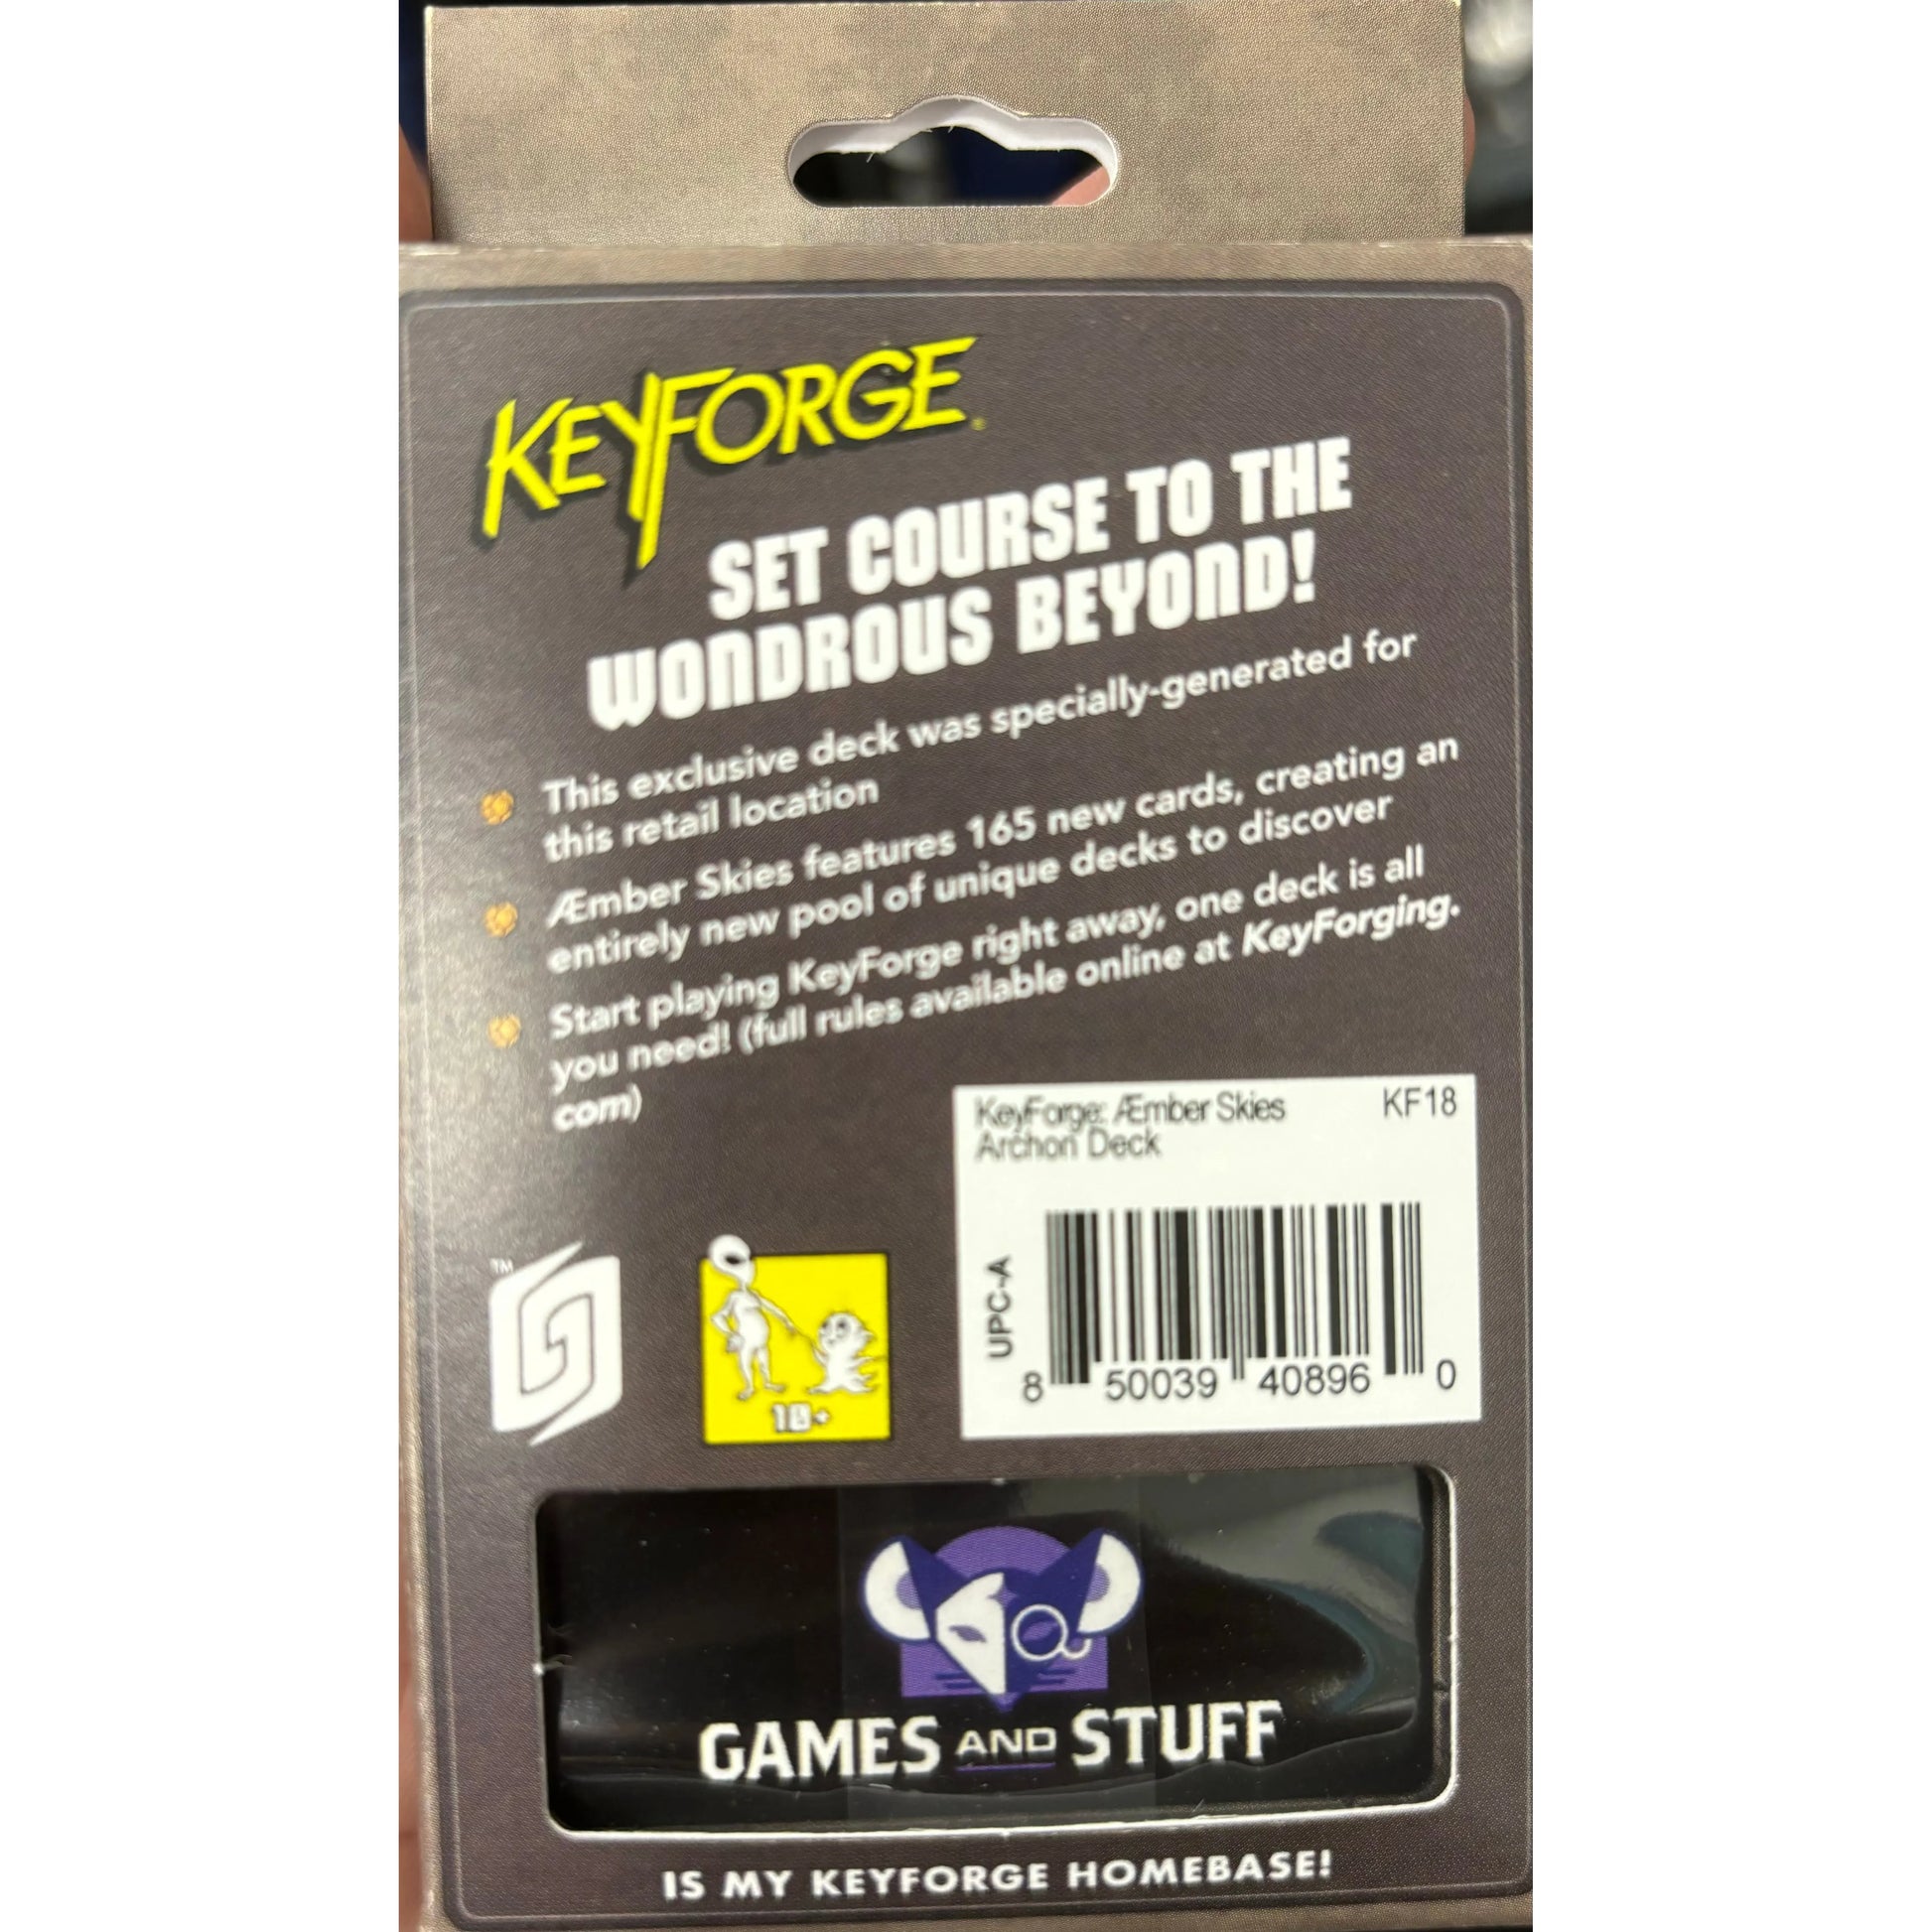 KEYFORGE®
SET COURSE TO THE
WONDROUS BEYOND!
This exclusive deck was specially-generated for
this retail location
Æmber Skies features 165 new cards, creating an
entirely new pool of unique decks to discover
Start playing KeyForge right away, one deck is all
you need! (full rules available online at KeyForging.
com)
KeyForge: Æmber Skies KF18
Archon Deck
UPC-A
8 50039 40896 0
TM
10+
GAMES AND STUFF
IS MY KEYFORGE HOMEBASE!